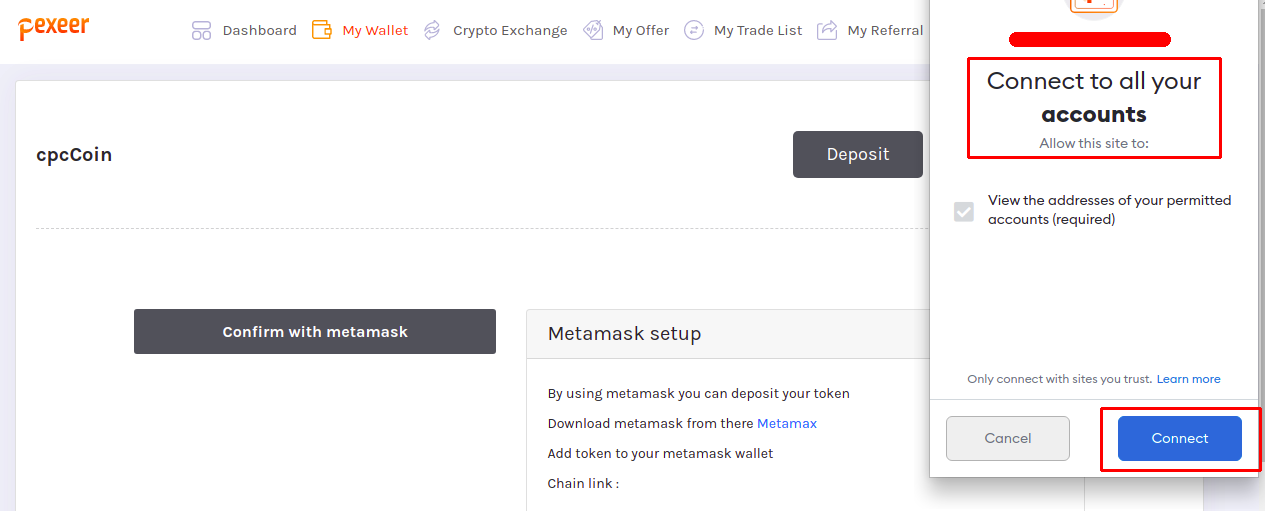 pexeer
Dashboard
My Wallet
Crypto Exchange
My Offer
My Trade List
My Referral
cpcCoin
Deposit
Confirm with metamask
Metamask setup
By using metamask you can deposit your token
Download metamask from there Metamax
Add token to your metamask wallet
Chain link :
Connect to all your
accounts
Allow this site to:
View the addresses of your permitted
accounts (required)
Only connect with sites you trust. Learn more
Cancel
Connect